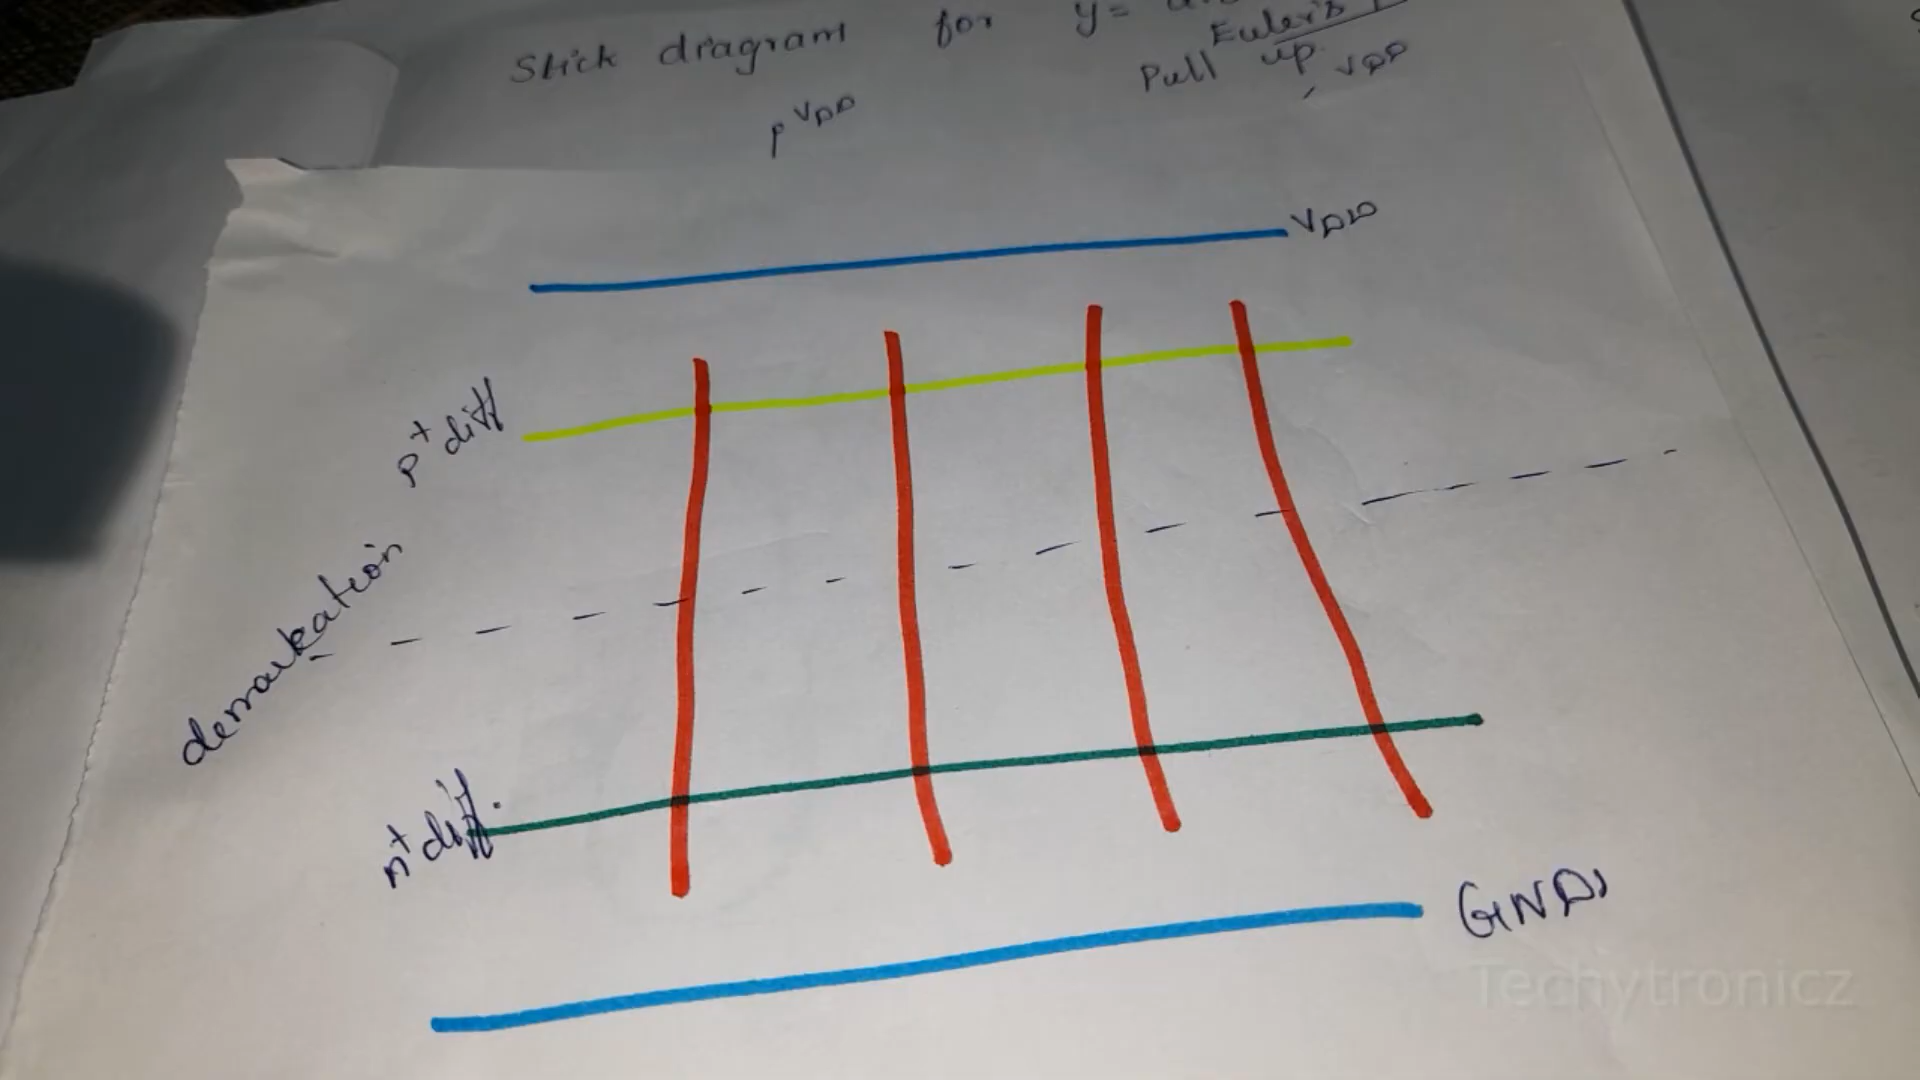 Stick diagram for y=
Euler's
Pull up
VDD
P VDD
VDD
p+ diff
demarkation
n+ diff.
GND
Techytronicz